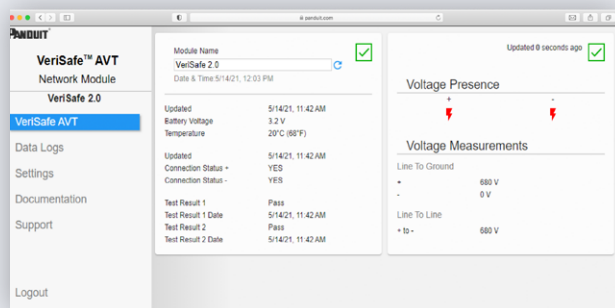 panduit.com
PANDUIT
VeriSafe™ AVT
Network Module
VeriSafe 2.0
VeriSafe AVT
Data Logs
Settings
Documentation
Support
Logout
Module Name
VeriSafe 2.0
Date & Time 5/14/21, 12:03 PM
Updated 5/14/21, 11:42 AM
Battery Voltage 3.2 V
Temperature 20°C (68°F)
Updated 5/14/21, 11:42 AM
Connection Status + YES
Connection Status - YES
Test Result 1 Pass
Test Result 1 Date 5/14/21, 11:42 AM
Test Result 2 Pass
Test Result 2 Date 5/14/21, 11:42 AM
Updated 0 seconds ago
Voltage Presence
+ -
Voltage Measurements
Line To Ground
+ 680 V
- 0 V
Line To Line
+ to - 680 V